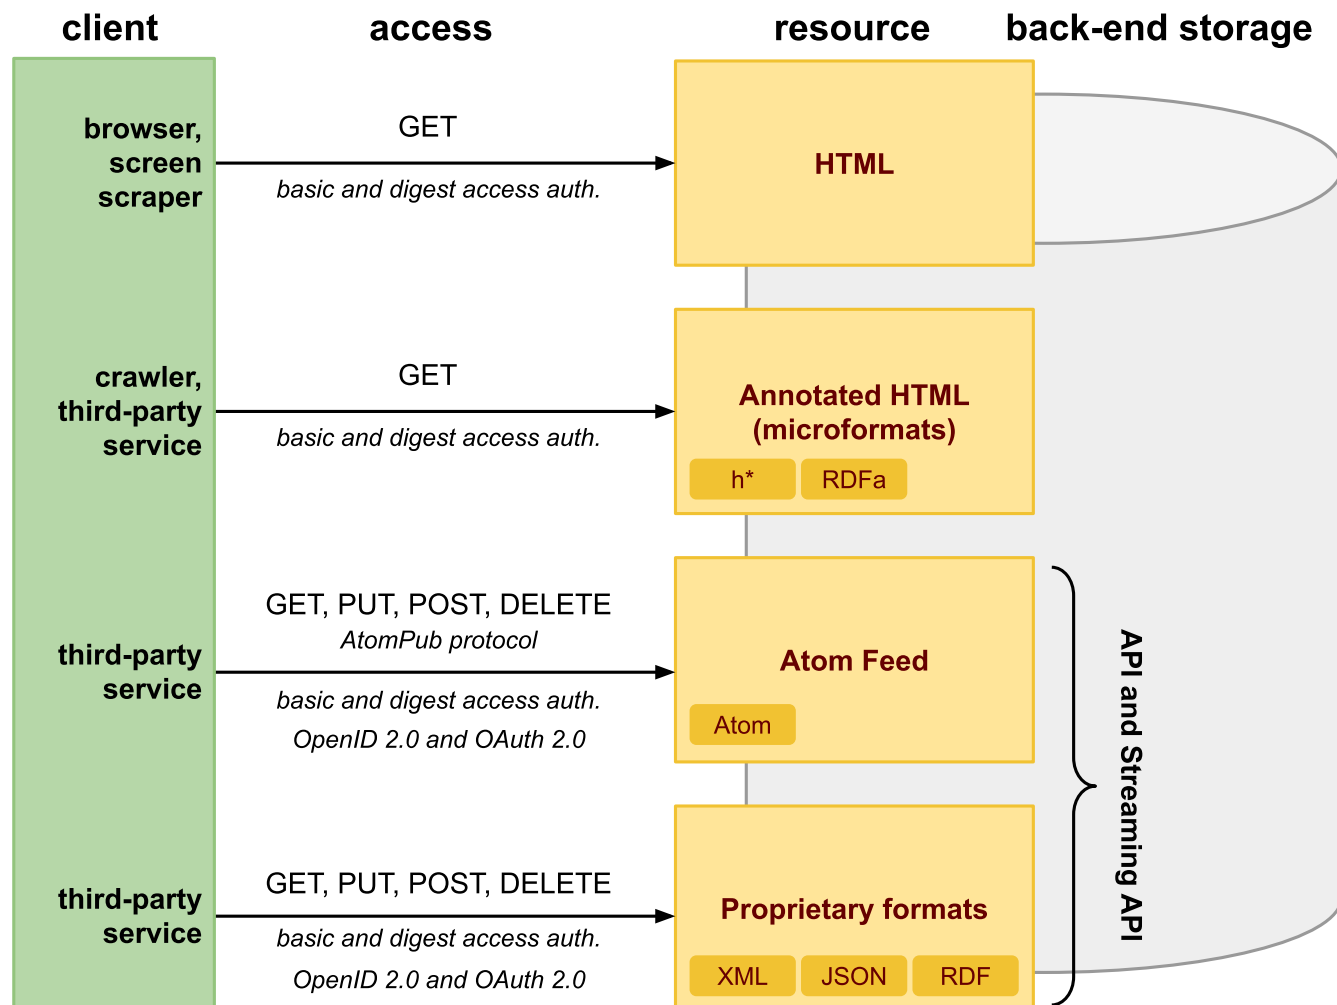 client access resource back-end storage
browser,
screen
scraper
GET
basic and digest access auth.
HTML
crawler,
third-party
service
GET
basic and digest access auth.
Annotated HTML
(microformats)
h* RDFa
third-party
service
GET, PUT, POST, DELETE
AtomPub protocol
basic and digest access auth.
OpenID 2.0 and OAuth 2.0
Atom Feed
Atom
API and Streaming API
third-party
service
GET, PUT, POST, DELETE
basic and digest access auth.
OpenID 2.0 and OAuth 2.0
Proprietary formats
XML JSON RDF